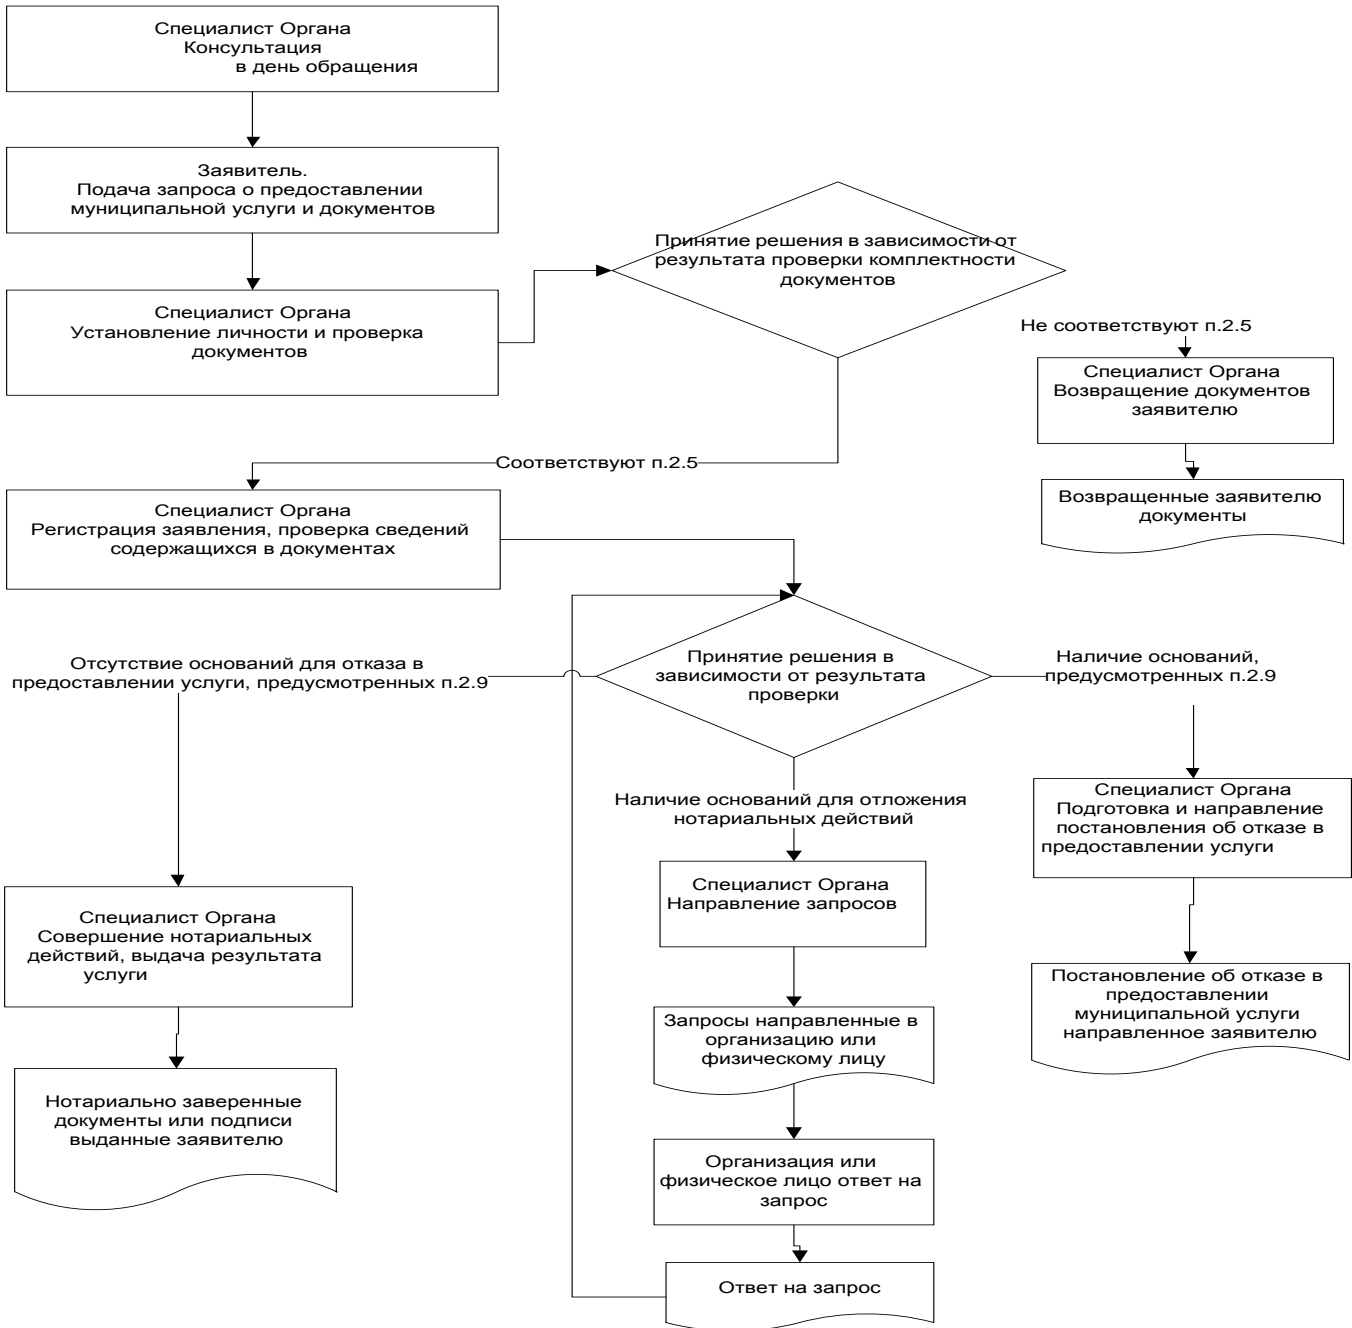 Специалист Органа
Консультация
в день обращения
Заявитель.
Подача запроса о предоставлении
муниципальной услуги и документов
Принятие решения в зависимости от
результата проверки комплектности
документов
Специалист Органа
Установление личности и проверка
документов
Не соответствуют п.2.5
Специалист Органа
Возвращение документов
заявителю
Соответствуют п.2.5
Возвращенные заявителю
документы
Специалист Органа
Регистрация заявления, проверка сведений
содержащихся в документах
Отсутствие оснований для отказа в
предоставлении услуги, предусмотренных п.2.9
Принятие решения в
зависимости от результата
проверки
Наличие оснований,
предусмотренных п.2.9
Наличие оснований для отложения
нотариальных действий
Специалист Органа
Подготовка и направление
постановления об отказе в
предоставлении услуги
Специалист Органа
Направление запросов
Специалист Органа
Совершение нотариальных
действий, выдача результата
услуги
Постановление об отказе в
предоставлении
муниципальной услуги
направленное заявителю
Запросы направленные в
организацию или
физическому лицу
Нотариально заверенные
документы или подписи
выданные заявителю
Организация или
физическое лицо ответ на
запрос
Ответ на запрос